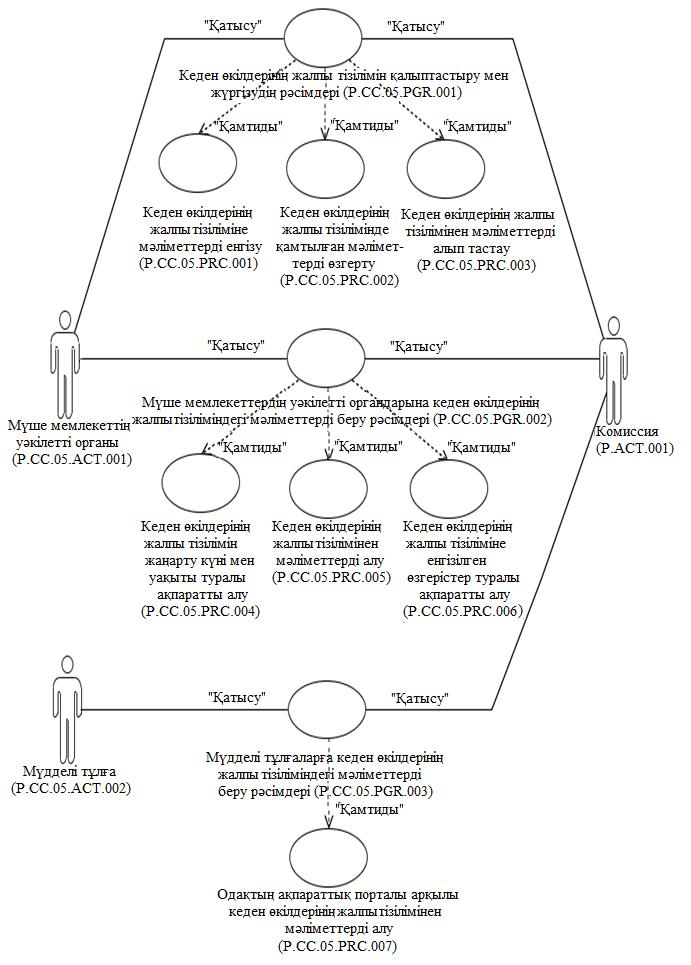 "Қатысу"
"Қатысу"
Кеден өкілдерінің жалпы тізілімін қалыптастыру мен
жүргізудің рәсімдері (P.CC.05.PGR.001)
"Қамтиды"
"Қамтиды"
"Қамтиды"
Кеден өкілдерінің
жалпы тізіліміне
мәліметтерді енгізу
(P.CC.05.PRC.001)
Кеден өкілдерінің
жалпы тізілімінде
қамтылған мәлімет-
терді өзгерту
(P.CC.05.PRC.002)
Кеден өкілдерінің жалпы
тізілімінен мәліметтерді
алып тастау
(P.CC.05.PRC.003)
"Қатысу"
"Қатысу"
Мүше мемлекеттің
уәкілетті органы
(P.CC.05.ACT.001)
Комиссия
(P.ACT.001)
Мүше мемлекеттердің уәкілетті органдарына кеден өкілдерінің
жалпы тізіліміндегі мәліметтерді беру рәсімдері (P.CC.05.PGR.002)
"Қамтиды"
"Қамтиды"
"Қамтиды"
Кеден өкілдерінің
жалпы тізілімін
жаңарту күні мен
уақыты туралы
ақпаратты алу
(P.CC.05.PRC.004)
Кеден өкілдерінің
жалпы тізілімінен
мәліметтерді алу
(P.CC.05.PRC.005)
Кеден өкілдерінің
жалпы тізіліміне
енгізілген
өзгерістер туралы
ақпаратты алу
(P.CC.05.PRC.006)
"Қатысу"
"Қатысу"
Мүдделі тұлға
(P.CC.05.ACT.002)
Мүдделі тұлғаларға кеден өкілдерінің
жалпы тізіліміндегі мәліметтерді
беру рәсімдері (P.CC.05.PGR.003)
"Қамтиды"
Одақтың ақпараттық порталы арқылы
кеден өкілдерінің жалпы тізілімінен
мәліметтерді алу
(P.CC.05.PRC.007)